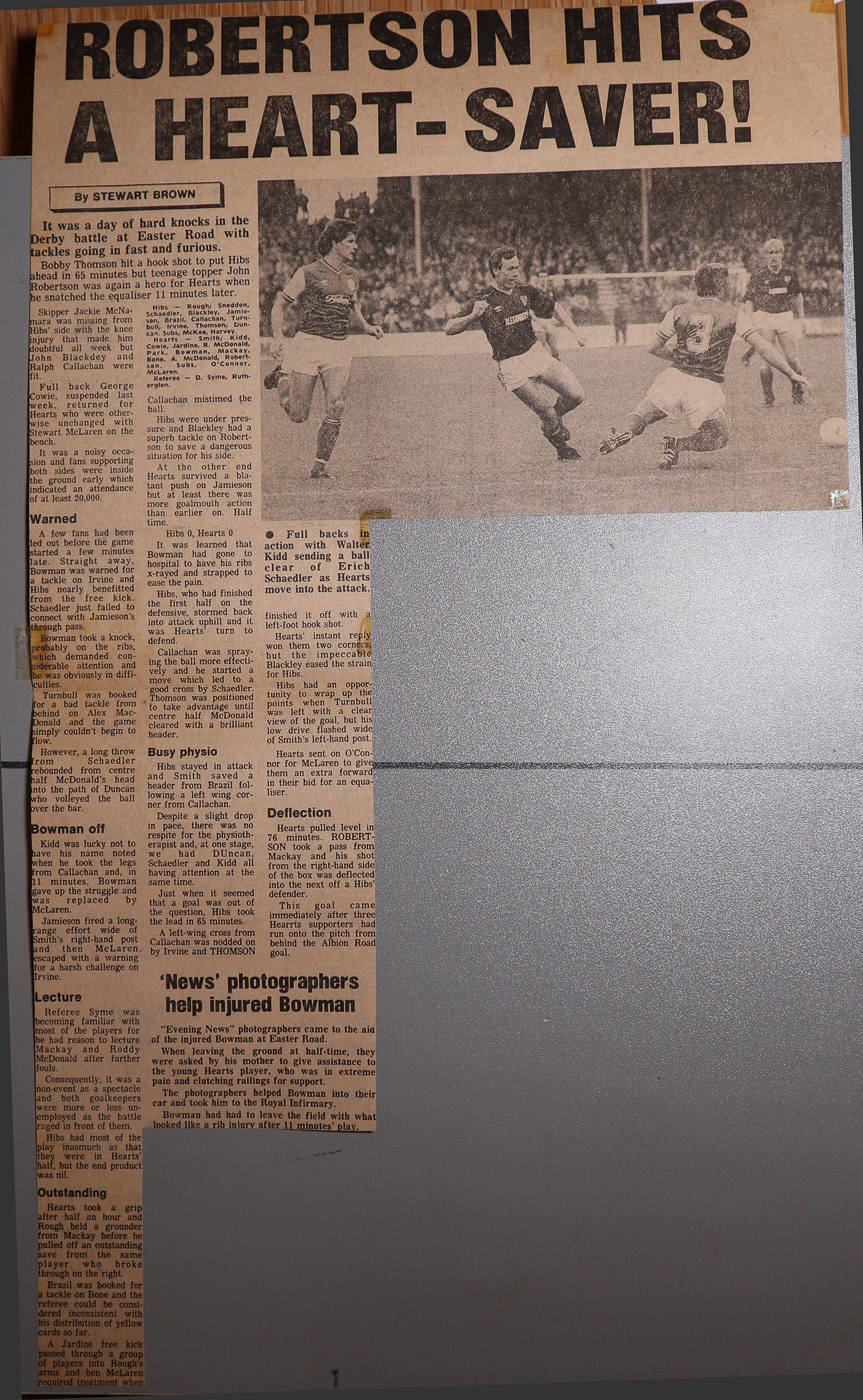 ROBERTSON HITS
A HEART-SAVER!
By STEWART BROWN
It was a day of hard knocks in the
Derby battle at Easter Road with
tackles going in fast and furious.
Bobby Thomson hit a hook shot to put Hibs
ahead in 65 minutes but teenage topper John
Robertson was again a hero for Hearts when
he snatched the equaliser 11 minutes later.
Skipper Jackie McNa-
mara was missing from
Hibs' side with the knee
injury that made him
doubtful all week but
John Blackdey and
Ralph Callachan were
fit.
Full back George
Cowie, suspended last
week, returned for
Hearts who were other-
wise unchanged with
Stewart McLaren on the
bench.
It was a noisy occa-
sion and fans supporting
both sides were inside
the ground early which
indicated an attendance
of at least 20,000.
Warned
A few fans had been
led out before the game
started a few minutes
late. Straight away,
Bowman was warned for
a tackle on Irvine and
Hibs nearly benefitted
from the free kick.
Schaedler just failed to
connect with Jamieson's
through pass.
Bowman took a knock,
probably on the ribs,
which demanded con-
siderable attention and
he was obviously in diffi-
culties.
Turnbull was booked
for a bad tackle from
behind on Alex Mac-
Donald and the game
simply couldn't begin to
flow.
However, a long throw
from Schaedler
rebounded from centre
half McDonald's head
into the path of Duncan
who volleyed the ball
over the bar.
Bowman off
Kidd was lucky not to
have his name noted
when he took the legs
from Callachan and, in
11 minutes, Bowman
gave up the struggle and
was replaced by
McLaren.
Jamieson fired a long-
range effort wide of
Smith's right-hand post
and then McLaren
escaped with a warning
for a harsh challenge on
Irvine.
Lecture
Referee Syme was
becoming familiar with
most of the players for
he had reason to lecture
Mackay and Roddy
McDonald after further
fouls.
Consequently, it was a
non-event as a spectacle
and both goalkeepers
were more or less un-
employed as the battle
raged in front of them.
Hibs had most of the
play inasmuch as that
they were in Hearts'
half, but the end product
was nil.
Outstanding
Hearts took a grip
after half an hour and
Rough held a grounder
from Mackay before he
pulled off an outstanding
save from the same
player who broke
through on the right.
Brazil was booked for
a tackle on Bone and the
referee could be consi-
dered inconsistent with
his distribution of yellow
cards so far.
A Jardine free kick
passed through a group
of players into Rough's
arms and hen McLaren
required treatment when
Hibs — Rough; Sneddon,
Schaedler, Blackley, Jamie-
son, Brazil, Callachan, Turn-
bull, Irvine, Thomson, Dun-
can. Subs, McKee, Harvey.
Hearts — Smith; Kidd,
Cowie, Jardine, R. McDonald,
Park, Bowman, Mackay,
Bone, A. McDonald, Robert-
son. Subs, O'Connor,
McLaren.
Referee — D. Syme, Ruth-
erglen.
Callachan mistimed the
ball.
Hibs were under pres-
sure and Blackley had a
superb tackle on Robert-
son to save a dangerous
situation for his side.
At the other end
Hearts survived a bla-
tant push on Jamieson
but at least there was
more goalmouth action
than earlier on. Half
time.
Hibs 0, Hearts 0
It was learned that
Bowman had gone to
hospital to have his ribs
x-rayed and strapped to
ease the pain.
Hibs, who had finished
the first half on the
defensive, stormed back
into attack uphill and it
was Hearts' turn to
defend.
Callachan was spray-
ing the ball more effecti-
vely and he started a
move which led to a
good cross by Schaedler.
Thomson was positioned
to take advantage until
centre half McDonald
cleared with a brilliant
header.
Busy physio
Hibs stayed in attack
and Smith saved a
header from Brazil fol-
lowing a left wing cor-
ner from Callachan.
Despite a slight drop
in pace, there was no
respite for the physioth-
erapist and, at one stage,
we had DUncan,
Schaedler and Kidd all
having attention at the
same time.
Just when it seemed
that a goal was out of
the question, Hibs took
the lead in 65 minutes.
A left-wing cross from
Callachan was nodded on
by Irvine and THOMSON
3
● Full backs in
action with Walter
Kidd sending a ball
clear of Erich
Schaedler as Hearts
move into the attack.
finished it off with a
left-foot hook shot.
Hearts' instant reply
won them two corners,
but the impeccable
Blackley eased the strain
for Hibs.
Hibs had an oppor-
tunity to wrap up the
points when Turnbull
was left with a clear
view of the goal, but his
low drive flashed wide
of Smith's left-hand post.
Hearts sent on O'Con-
nor for McLaren to give
them an extra forward
in their bid for an equa-
liser.
Deflection
Hearts pulled level in
76 minutes. ROBERT-
SON took a pass from
Mackay and his shot
from the right-hand side
of the box was deflected
into the next off a Hibs'
defender.
This goal came
immediately after three
Hearrts supporters had
run onto the pitch from
behind the Albion Road
goal.
'News' photographers
help injured Bowman
"Evening News" photographers came to the aid
of the injured Bowman at Easter Road.
When leaving the ground at half-time, they
were asked by his mother to give assistance to
the young Hearts player, who was in extreme
pain and clutching railings for support.
The photographers helped Bowman into their
car and took him to the Royal Infirmary.
Bowman had had to leave the field with what
looked like a rib injury after 11 minutes' play.